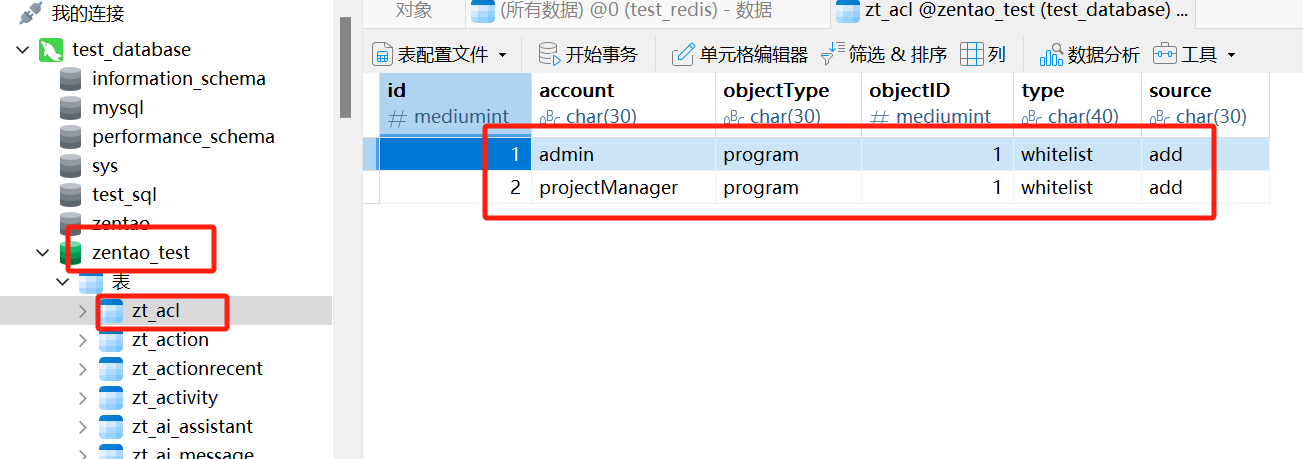 我的连接
test_database
information_schema
mysql
performance_schema
sys
test_sql
zentao
zentao_test
表
zt_acl
zt_action
zt_actionrecent
zt_activity
zt_ai_assistant
zt_ai_message
对象 (所有数据) @0 (test_redis) - 数据 zt_acl @zentao_test (test_database) ...
表配置文件 开始事务 单元格编辑器 筛选 & 排序 列 数据分析 工具
id account objectType objectID type source
# mediumint ABC char(30) ABC char(30) # mediumint ABC char(40) ABC char(30)
1 admin program 1 whitelist add
2 projectManager program 1 whitelist add